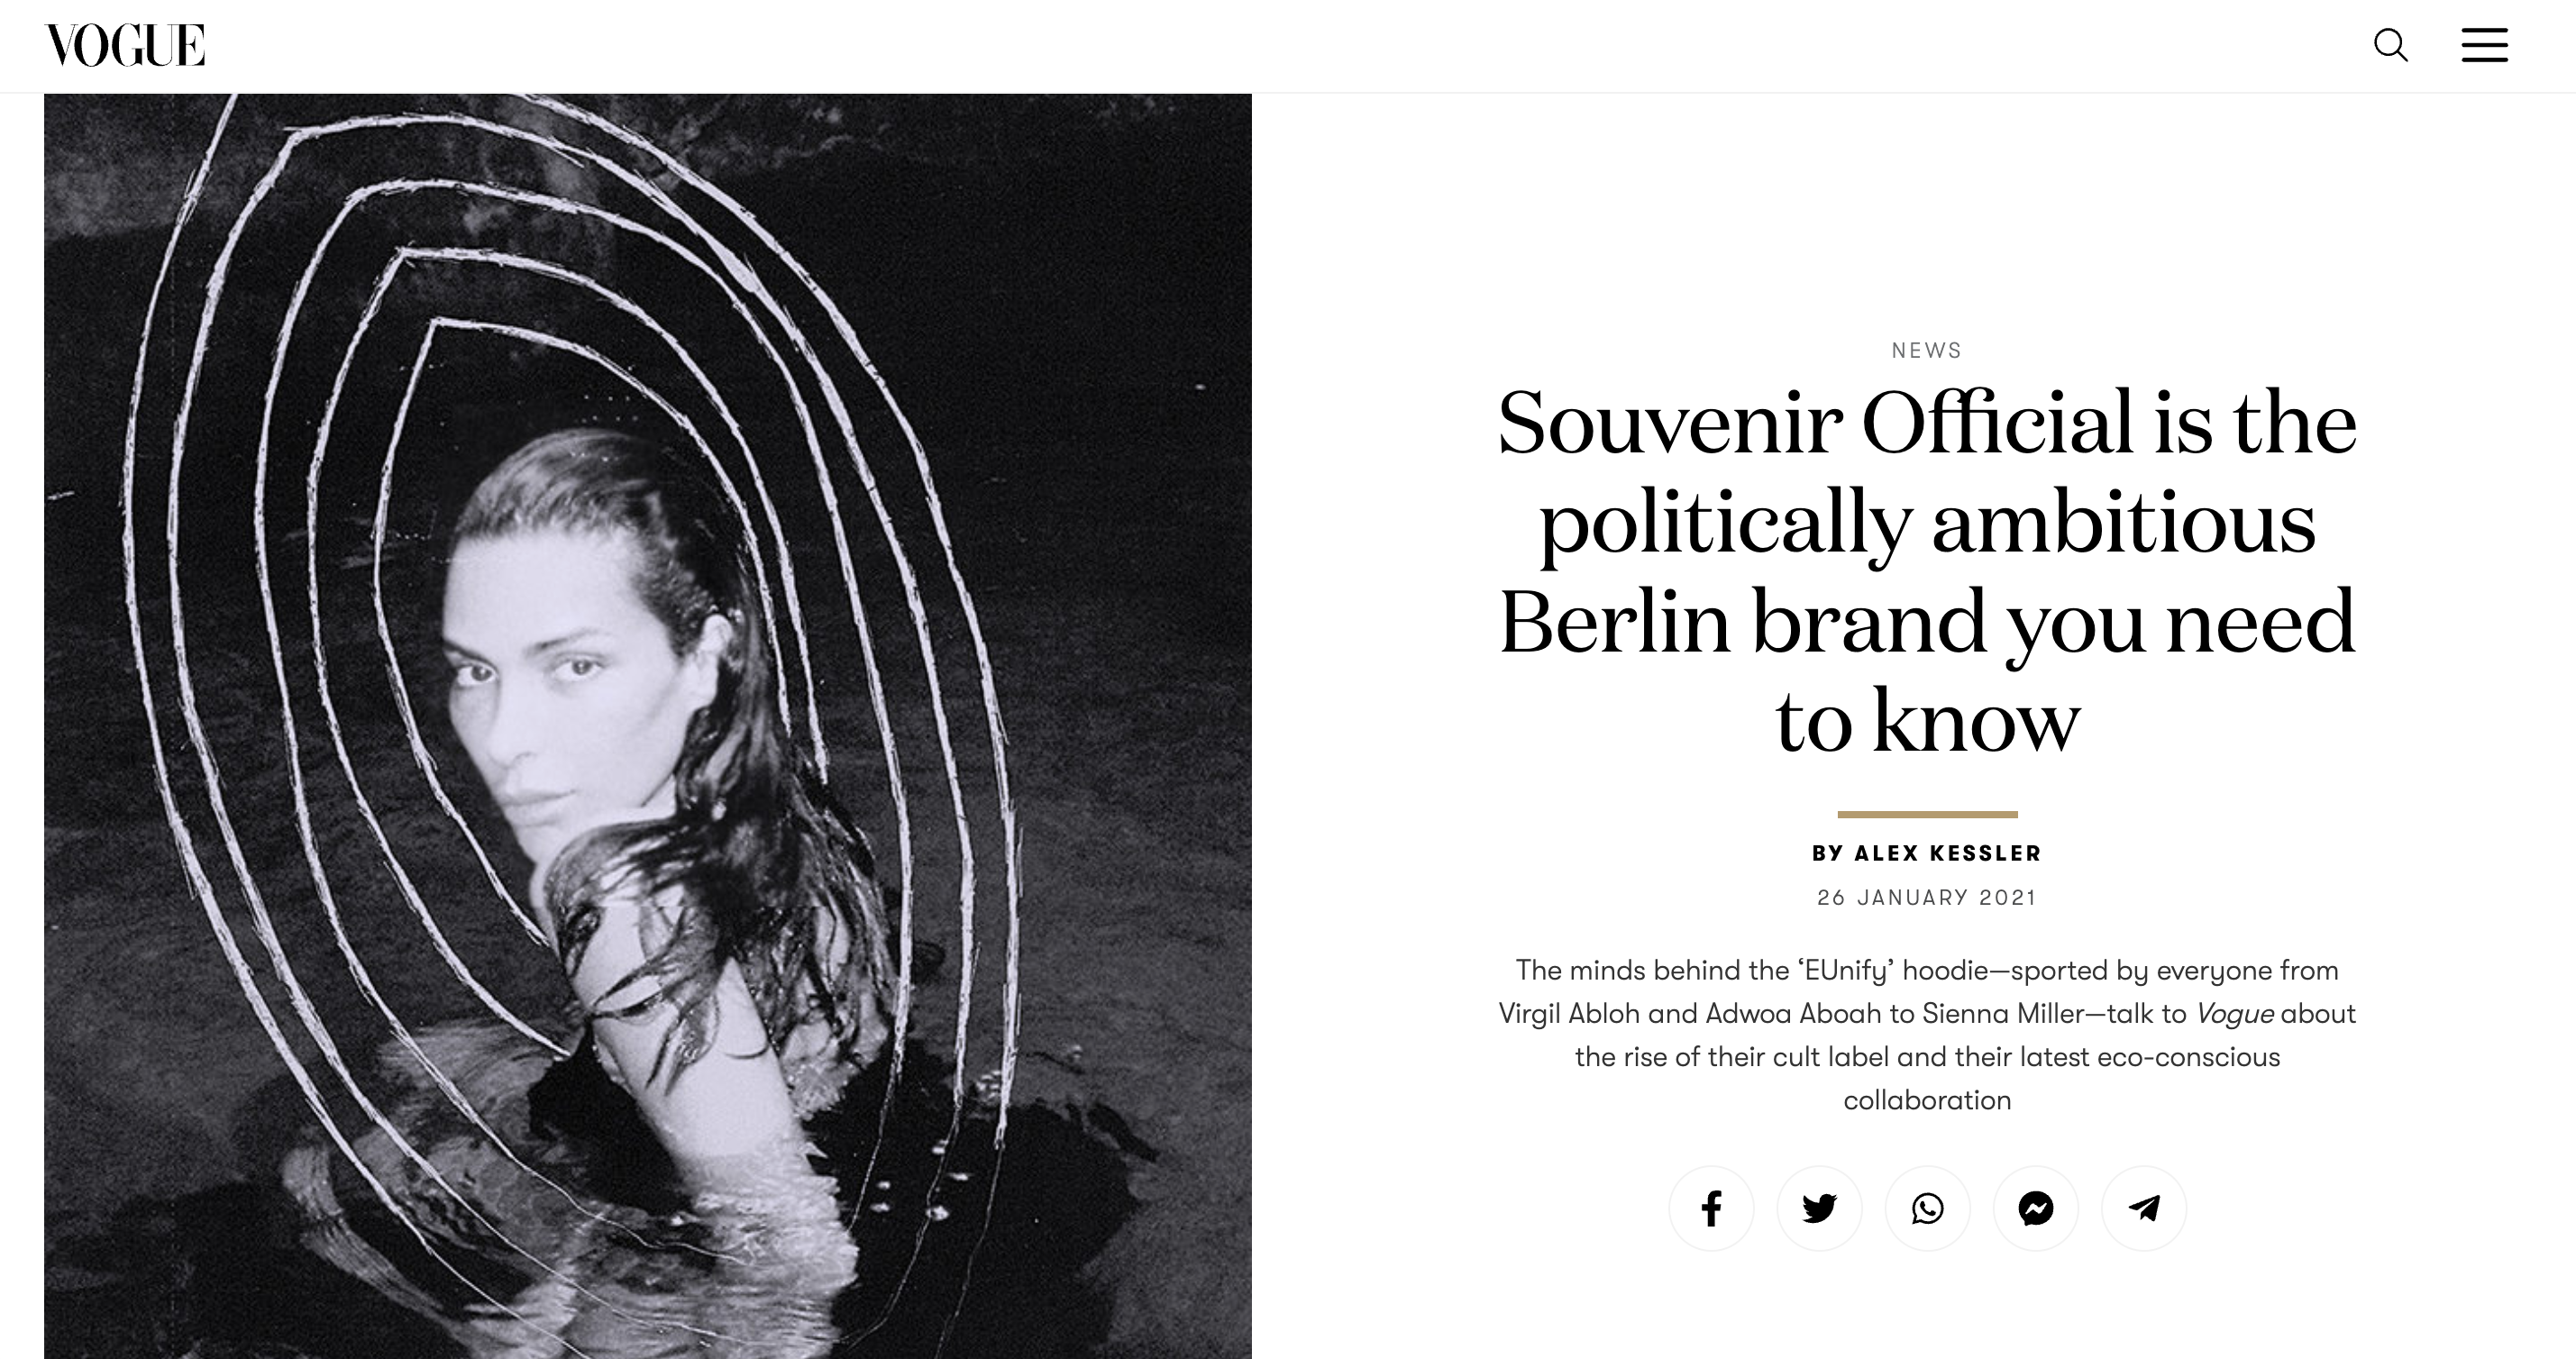 VOGUE
NEWS
Souvenir Official is the
politically ambitious
Berlin brand you need
to know
BY ALEX KESSLER
26 JANUARY 2021
The minds behind the ‘EUnify’ hoodie—sported by everyone from
Virgil Abloh and Adwoa Aboah to Sienna Miller—talk to Vogue about
the rise of their cult label and their latest eco-conscious
collaboration